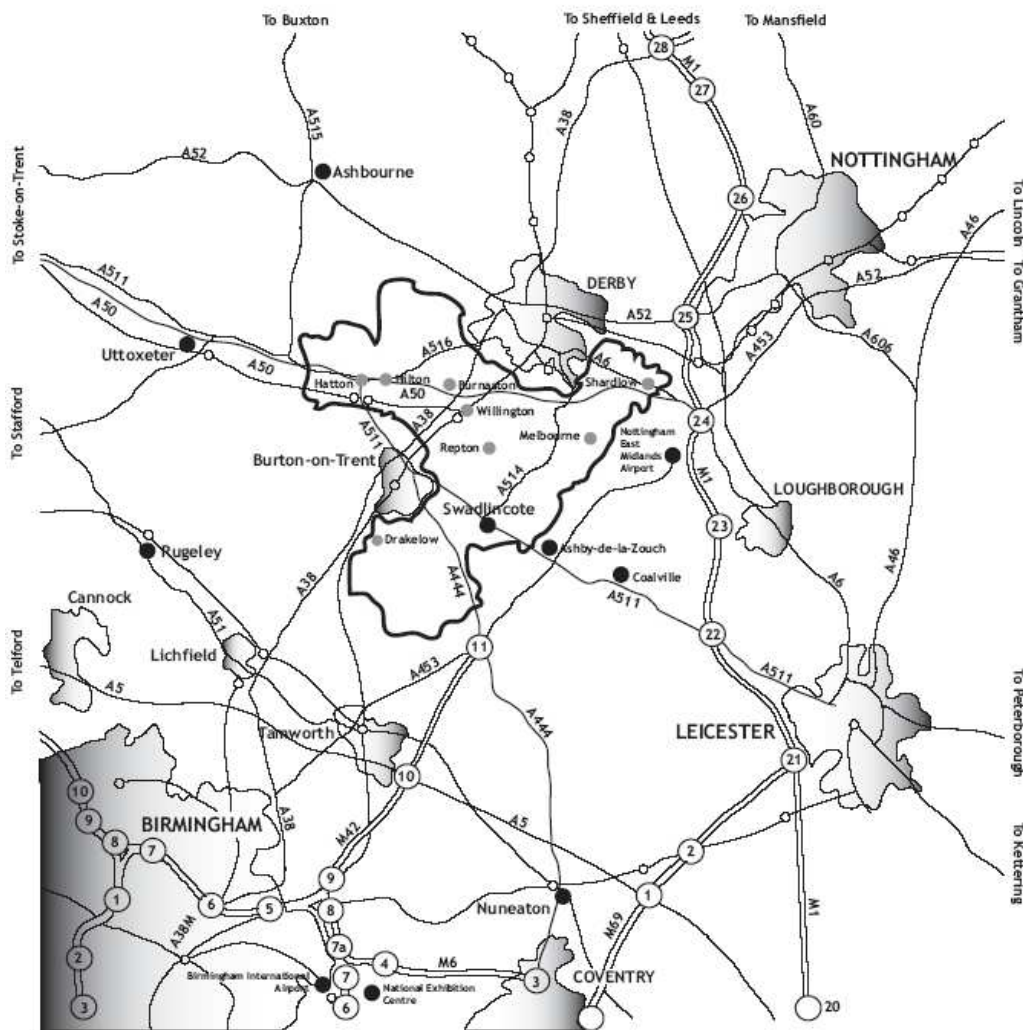 To Buxton
To Sheffield & Leeds
To Mansfield
28
M1
27
A515
A38
A60
A52
Ashbourne
NOTTINGHAM
To Stoke-on-Trent
26
To Lincoln
To Grantham
A46
A511
A50
DERBY
A52
A52
25
A453
A606
Uttoxeter
A516
A6
A50
Hatton
Hilton
Burnaston
Shardlow
A50
Willington
A38
24
To Stafford
A511
Repton
Melbourne
Nottingham
East
Midlands
Airport
Burton-on-Trent
A514
M1
LOUGHBOROUGH
Swadlincote
23
Rugeley
Drakelow
Ashby-de-la-Zouch
A46
A38
A444
Coalville
A6
Cannock
A511
A51
22
Lichfield
11
To Telford
A5
A453
A511
To Peterborough
A444
Tamworth
LEICESTER
21
10
10
9
BIRMINGHAM
A38
M42
A5
8
7
2
To Kettering
9
1
6
5
8
Nuneaton
1
A38M
M69
M1
7a
2
4
M6
7
3
Birmingham International
Airport
National Exhibition
Centre
COVENTRY
3
6
20